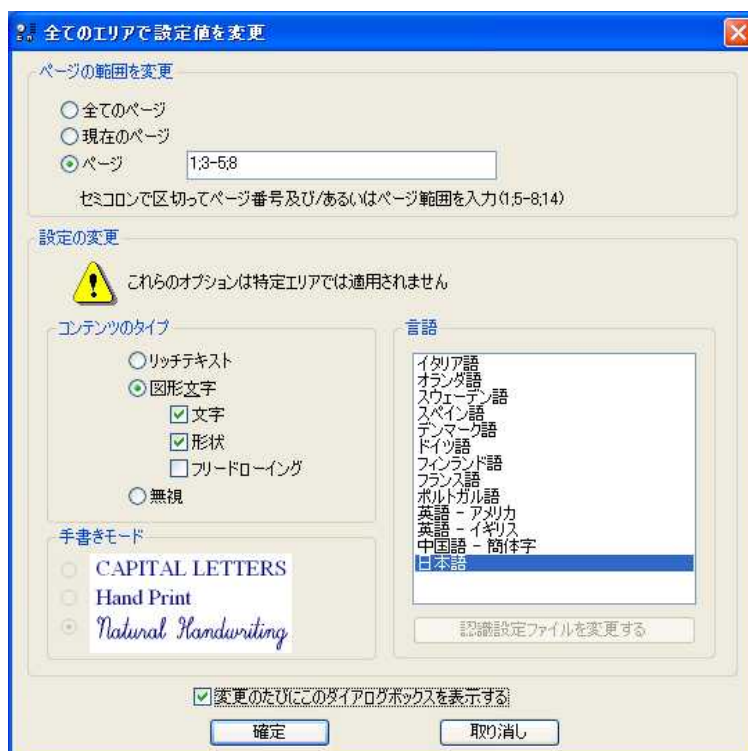 全てのエリアで設定値を変更
ページの範囲を変更
全てのページ
現在のページ
ページ 1;3-5;8
セミコロンで区切ってページ番号及び/あるいはページ範囲を入力(1;5-8;14)
設定の変更
これらのオプションは特定エリアでは適用されません
コンテンツのタイプ
リッチテキスト
図形文字
文字
形状
フリードローイング
無視
手書きモード
CAPITAL LETTERS
Hand Print
Natural Handwriting
言語
イタリア語
オランダ語
スウェーデン語
スペイン語
デンマーク語
ドイツ語
フィンランド語
フランス語
ポルトガル語
英語 - アメリカ
英語 - イギリス
中国語 - 簡体字
日本語
認識設定ファイルを変更する
変更のたびにこのダイアログボックスを表示する
確定 取り消し